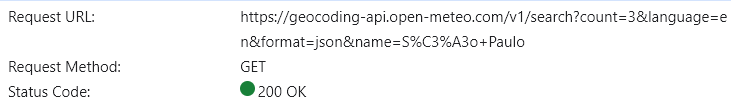 Request URL: https://geocoding-api.open-meteo.com/v1/search?count=3&language=e
n&format=json&name=S%C3%A3o+Paulo
Request Method: GET
Status Code: 200 OK